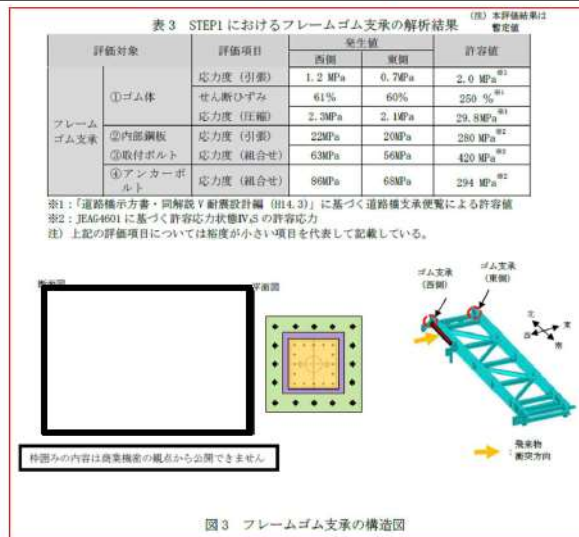 (注) 本評価結果は
暫定値
表3 STEP1におけるフレームゴム支承の解析結果
評価対象 評価項目 発生値 許容値
西側 東側
フレームゴム支承 ①ゴム体 応力度(引張) 1.2 MPa 0.7MPa 2.0 MPa※1
せん断ひずみ 61% 60% 250 %※1
応力度(圧縮) 2.3MPa 2.1MPa 29.8MPa※1
②内部鋼板 応力度(引張) 22MPa 20MPa 280 MPa※2
③取付ボルト 応力度(組合せ) 63MPa 56MPa 420 MPa※2
④アンカーボルト 応力度(組合せ) 86MPa 68MPa 294 MPa※2
※1:「道路橋示方書・同解説Ⅴ耐震設計編(H14.3)」に基づく道路橋支承便覧による許容値
※2:JEAG4601に基づく許容応力状態ⅣASの許容応力
注)上記の評価項目については裕度が小さい項目を代表して記載している。
平面図
ゴム支承
(西側)
ゴム支承
(東側)
北
東
西
南
飛来物
:衝突方向
枠囲みの内容は商業機密の観点から公開できません
図3 フレームゴム支承の構造図